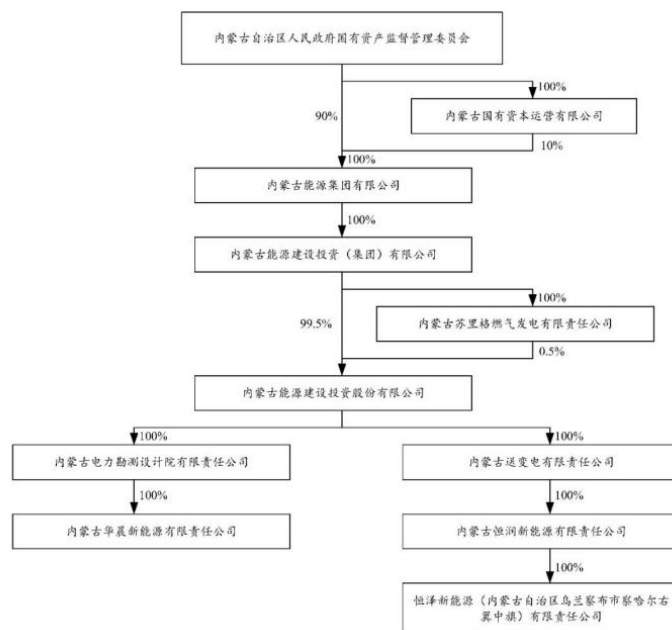 内蒙古自治区人民政府国有资产监督管理委员会
100%
90%
内蒙古国有资本运营有限公司
10%
100%
内蒙古能源集团有限公司
100%
内蒙古能源建设投资（集团）有限公司
100%
99.5%
内蒙古苏里格燃气发电有限责任公司
0.5%
内蒙古能源建设投资股份有限公司
100%
100%
内蒙古电力勘测设计院有限责任公司
内蒙古送变电有限责任公司
100%
100%
内蒙古华晨新能源有限责任公司
内蒙古恒润新能源有限责任公司
100%
恒泽新能源（内蒙古自治区乌兰察布市察哈尔右
翼中旗）有限责任公司